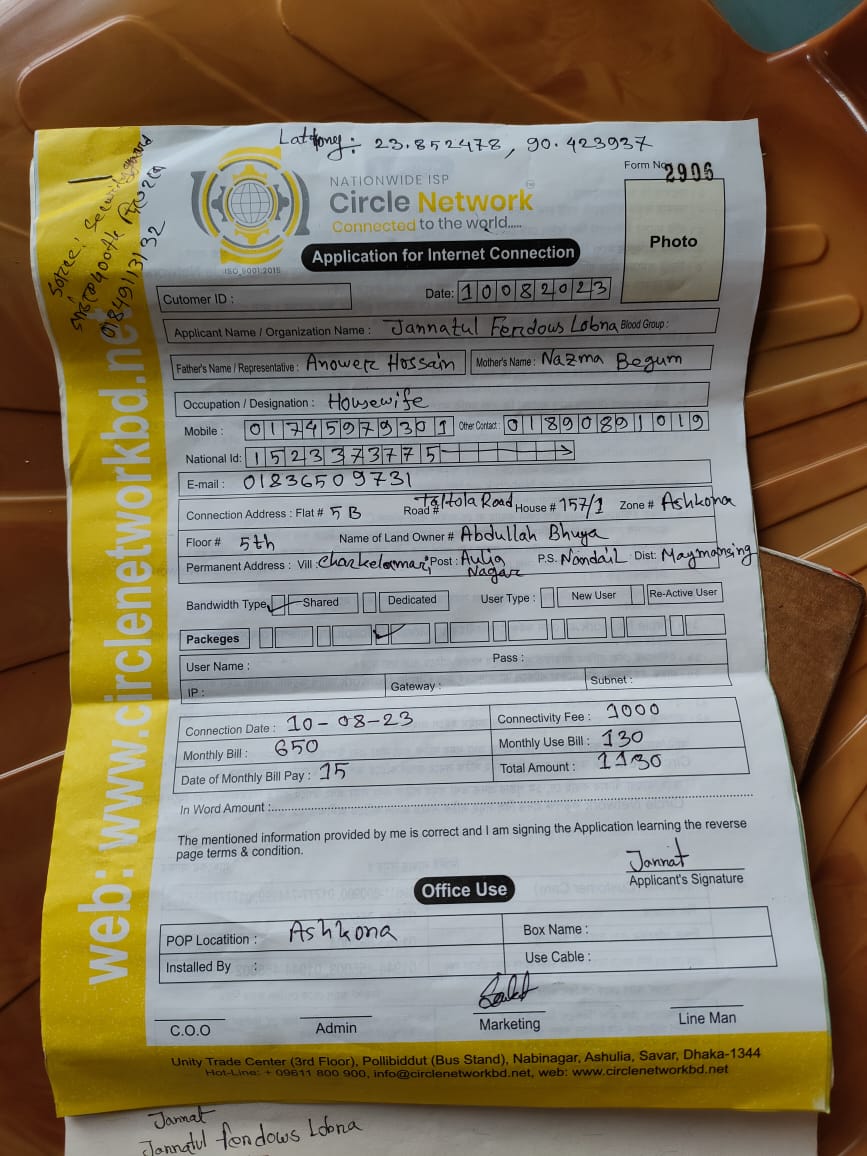 Lat Long: 23.852478, 90.423937
Form No 2906
NATIONWIDE ISP
Circle Network
Connected to the world.....
ISO 9001:2015
Photo
Application for Internet Connection
Cutomer ID :
Date: 10082023
Applicant Name / Organization Name : Jannatul Ferdous Lobna Blood Group :
Father's Name / Representative : Anower Hossain Mother's Name : Nazma Begum
Occupation / Designation : Housewife
Mobile : 01745979301 Other Contact : 01890891019
National Id: 1523373775
E-mail : 01836509731
Connection Address : Flat # 5B Road # Taltola Road House # 157/1 Zone # Ashkona
Floor # 5th Name of Land Owner # Abdullah Bhuya
Permanent Address : Vill : Post : Aulia Nagar P.S. Nandail Dist: Maymansing
Bandwidth Type Shared Dedicated User Type : New User Re-Active User
Packeges
User Name : Pass :
IP : Gateway : Subnet :
Connection Date : 10-08-23 Connectivity Fee : 1000
Monthly Bill : 650 Monthly Use Bill : 130
Date of Monthly Bill Pay : 15 Total Amount : 1130
In Word Amount :
The mentioned information provided by me is correct and I am signing the Application learning the reverse
page terms & condition.
Jannat
Applicant's Signature
Office Use
POP Locatition : Ashkona Box Name :
Installed By : Use Cable :
C.O.O Admin Marketing Line Man
Unity Trade Center (3rd Floor), Pollibiddut (Bus Stand), Nabinagar, Ashulia, Savar, Dhaka-1344
Hot-Line: + 09611 800 900, info@circlenetworkbd.net, web: www.circlenetworkbd.net
web: www.circlenetworkbd.net
Jannat
Jannatul ferdows Lobna